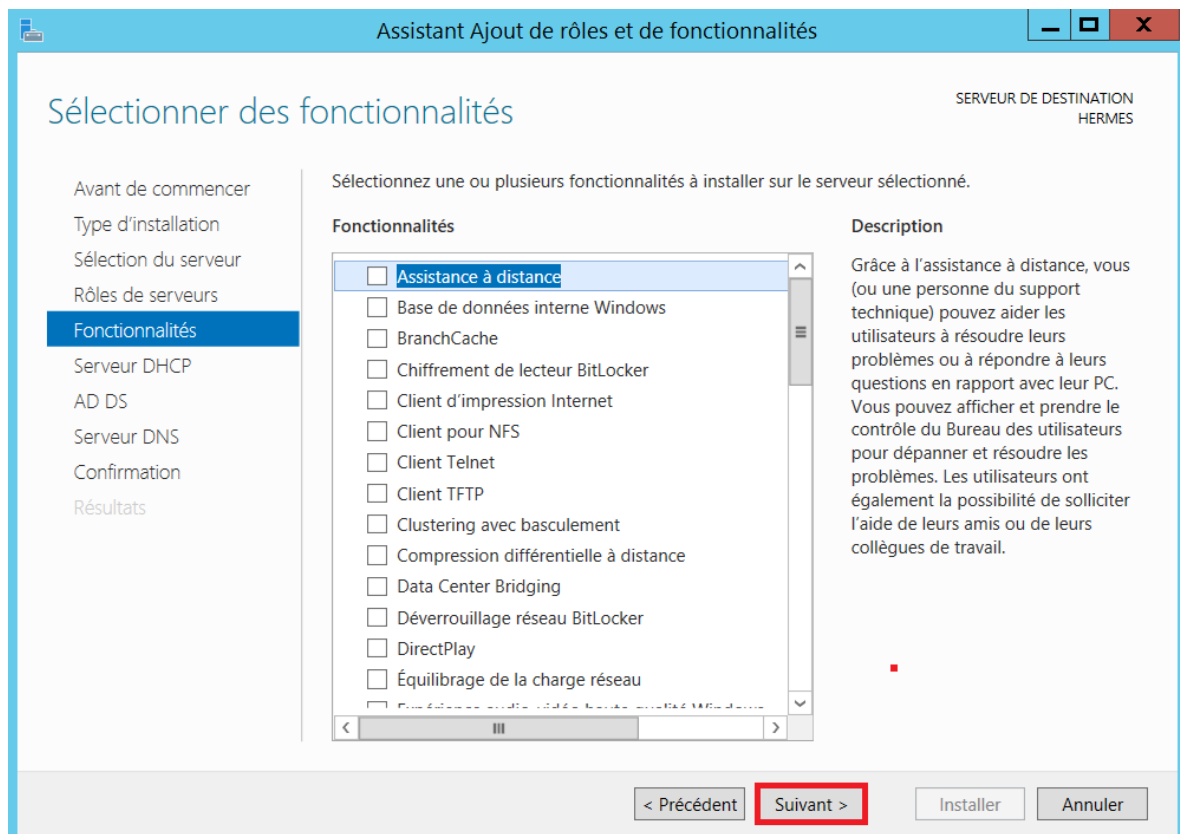 Assistant Ajout de rôles et de fonctionnalités
X
Sélectionner des fonctionnalités
SERVEUR DE DESTINATION
HERMES
Avant de commencer
Type d'installation
Sélection du serveur
Rôles de serveurs
Fonctionnalités
Serveur DHCP
AD DS
Serveur DNS
Confirmation
Résultats
Sélectionnez une ou plusieurs fonctionnalités à installer sur le serveur sélectionné.
Fonctionnalités
Assistance à distance
Base de données interne Windows
BranchCache
Chiffrement de lecteur BitLocker
Client d'impression Internet
Client pour NFS
Client Telnet
Client TFTP
Clustering avec basculement
Compression différentielle à distance
Data Center Bridging
Déverrouillage réseau BitLocker
DirectPlay
Équilibrage de la charge réseau
Description
Grâce à l'assistance à distance, vous
(ou une personne du support
technique) pouvez aider les
utilisateurs à résoudre leurs
problèmes ou à répondre à leurs
questions en rapport avec leur PC.
Vous pouvez afficher et prendre le
contrôle du Bureau des utilisateurs
pour dépanner et résoudre les
problèmes. Les utilisateurs ont
également la possibilité de solliciter
l'aide de leurs amis ou de leurs
collègues de travail.
< Précédent
Suivant >
Installer
Annuler